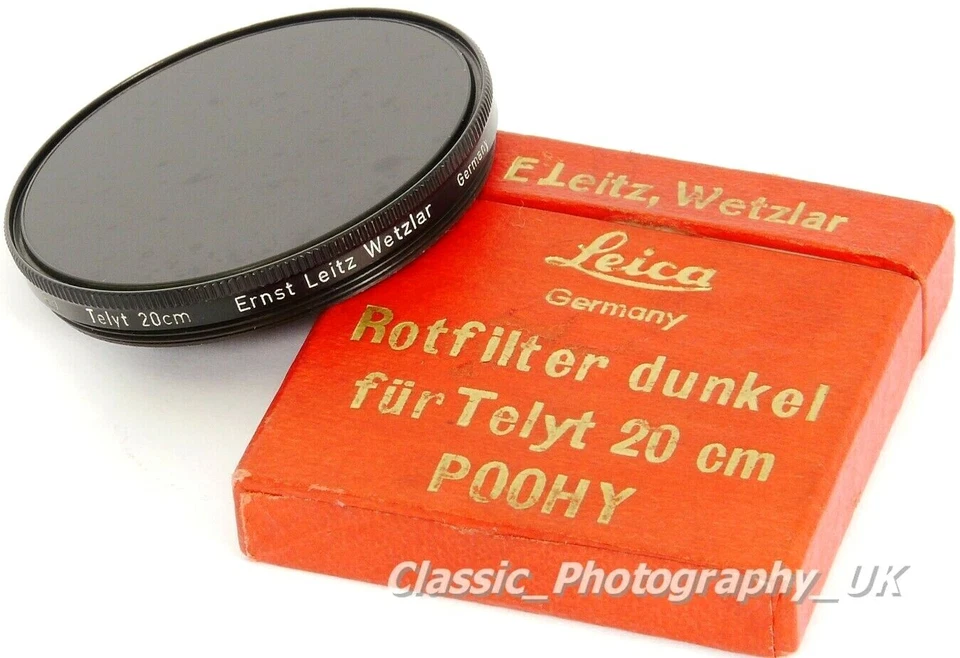 Telyt 20cm Ernst Leitz Wetzlar Germany
E.Leitz, Wetzlar
Leica
Germany
Rotfilter dunkel
für Telyt 20 cm
POOHY
Classic_Photography_UK